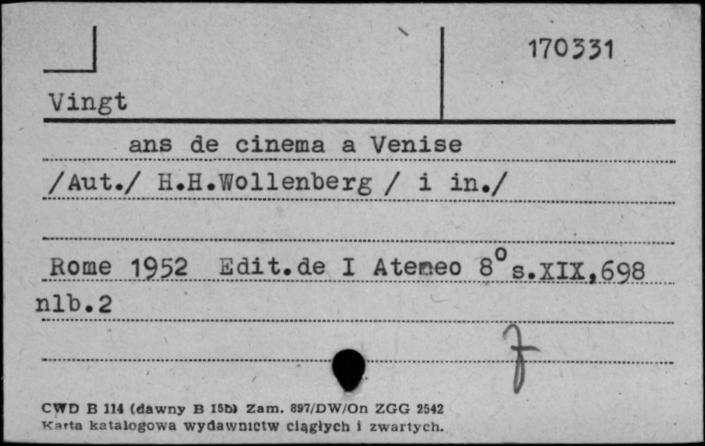 170331
Vingt
ans de cinema a Venise
/Aut./ H.H.Wollenberg / i in./
Rome 1952 Edit.de I Ateneo 8° s.XIX,698
nlb.2
CWD B 114 (dawny B 15b) Zam. 897/DW/On ZGG 2542
Karta katalogowa wydawnictw ciągłych i zwartych.